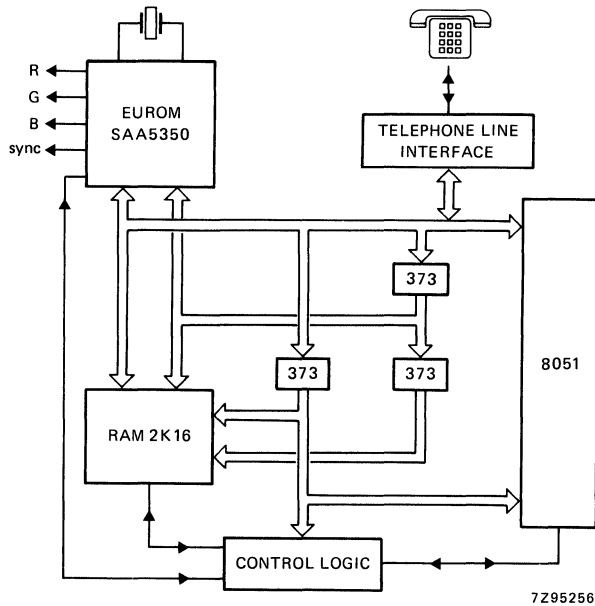 R
G
B
sync
EUROM
SAA5350
TELEPHONE LINE
INTERFACE
373
373
373
8051
RAM 2K16
CONTROL LOGIC
7Z95256